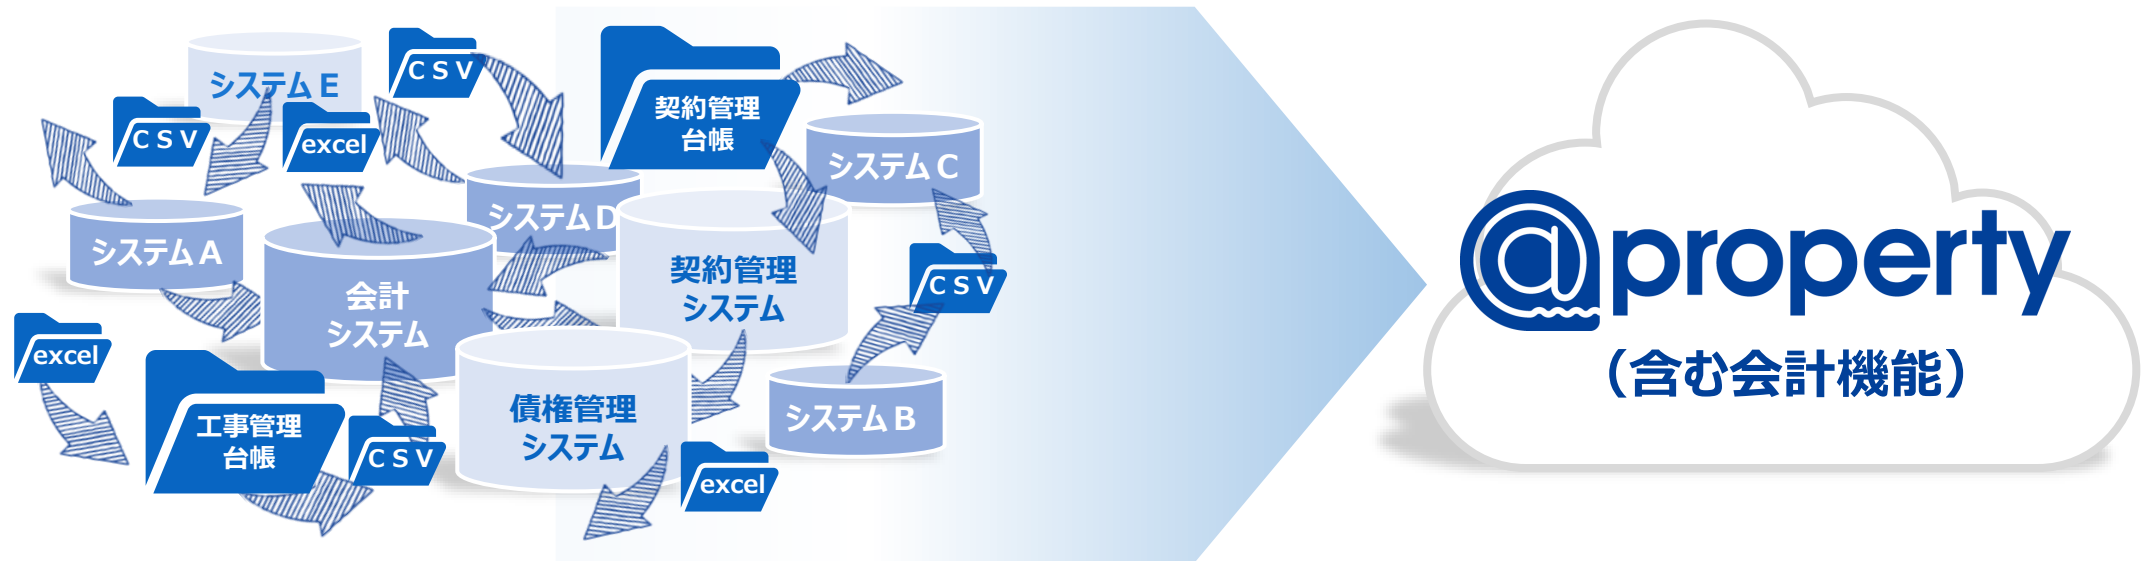 システムE
CSV
CSV
excel
契約管理
台帳
システムC
システムA
システムD
会計
システム
契約管理
システム
CSV
excel
工事管理
台帳
CSV
債権管理
システム
システムB
excel
@property
（含む会計機能）